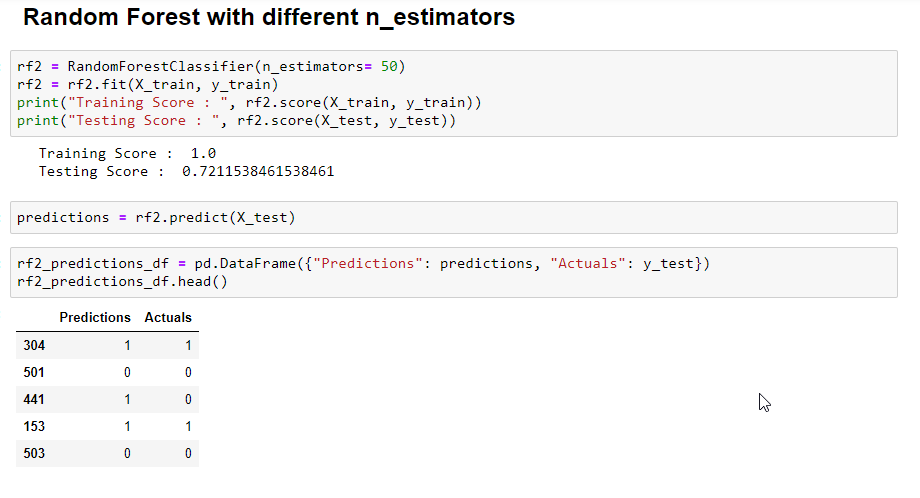 Random Forest with different n_estimators
rf2 = RandomForestClassifier(n_estimators= 50)
rf2 = rf2.fit(X_train, y_train)
print("Training Score : ", rf2.score(X_train, y_train))
print("Testing Score : ", rf2.score(X_test, y_test))
Training Score :  1.0
Testing Score :  0.7211538461538461
predictions = rf2.predict(X_test)
rf2_predictions_df = pd.DataFrame({"Predictions": predictions, "Actuals": y_test})
rf2_predictions_df.head()
Predictions Actuals
304 1 1
501 0 0
441 1 0
153 1 1
503 0 0